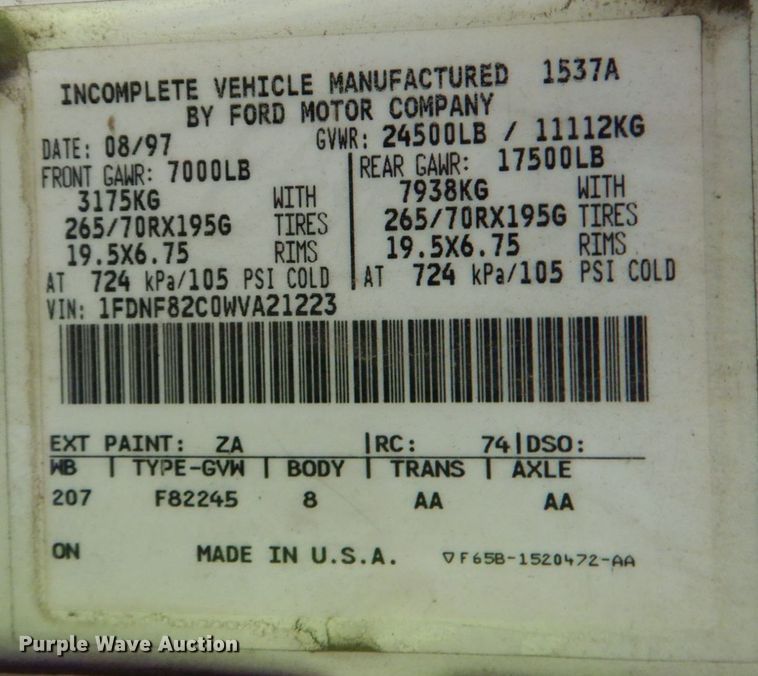 INCOMPLETE VEHICLE MANUFACTURED 1537A
BY FORD MOTOR COMPANY
DATE: 08/97 GVWR: 24500LB / 11112KG
FRONT GAWR: 7000LB REAR GAWR: 17500LB
3175KG WITH 7938KG WITH
265/70RX195G TIRES 265/70RX195G TIRES
19.5X6.75 RIMS 19.5X6.75 RIMS
AT 724 kPa/105 PSI COLD AT 724 kPa/105 PSI COLD
VIN: 1FDNF82C0WVA21223
EXT PAINT: ZA |RC: 74|DSO:
WB | TYPE-GVW | BODY | TRANS | AXLE
207 F82245 8 AA AA
ON MADE IN U.S.A. ▽F65B-1520472-AA
Purple Wave Auction